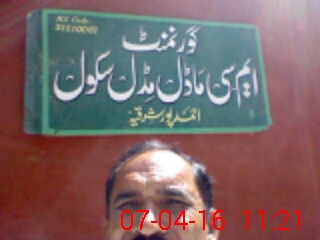 گورنمنٹ
ایم سی ماڈل مڈل سکول
احمد پور شرقیہ
07-04-16 11:21